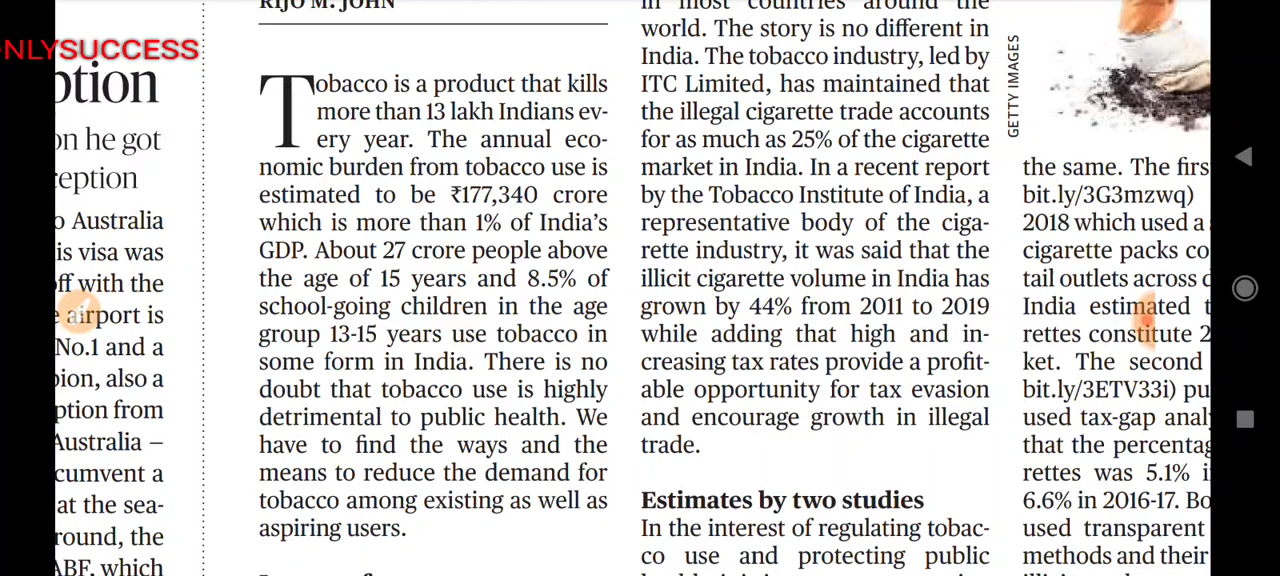 NLYSUCCESS
ption
on he got
ception
o Australia
is visa was
off with the
e airport is
No.1 and a
pion, also a
ption from
Australia —
cumvent a
at the sea-
round, the
ABF, which
RIJO M. JOHN
Tobacco is a product that kills
more than 13 lakh Indians ev-
ery year. The annual eco-
nomic burden from tobacco use is
estimated to be ₹177,340 crore
which is more than 1% of India's
GDP. About 27 crore people above
the age of 15 years and 8.5% of
school-going children in the age
group 13-15 years use tobacco in
some form in India. There is no
doubt that tobacco use is highly
detrimental to public health. We
have to find the ways and the
means to reduce the demand for
tobacco among existing as well as
aspiring users.
in most countries around the
world. The story is no different in
India. The tobacco industry, led by
ITC Limited, has maintained that
the illegal cigarette trade accounts
for as much as 25% of the cigarette
market in India. In a recent report
by the Tobacco Institute of India, a
representative body of the ciga-
rette industry, it was said that the
illicit cigarette volume in India has
grown by 44% from 2011 to 2019
while adding that high and in-
creasing tax rates provide a profit-
able opportunity for tax evasion
and encourage growth in illegal
trade.
Estimates by two studies
In the interest of regulating tobac-
co use and protecting public
GETTY IMAGES
the same. The firs
bit.ly/3G3mzwq)
2018 which used a
cigarette packs co
tail outlets across d
India estimated t
rettes constitute 2
ket. The second
bit.ly/3ETV33i) pu
used tax-gap anal
that the percentag
rettes was 5.1% i
6.6% in 2016-17. Bo
used transparent
methods and their